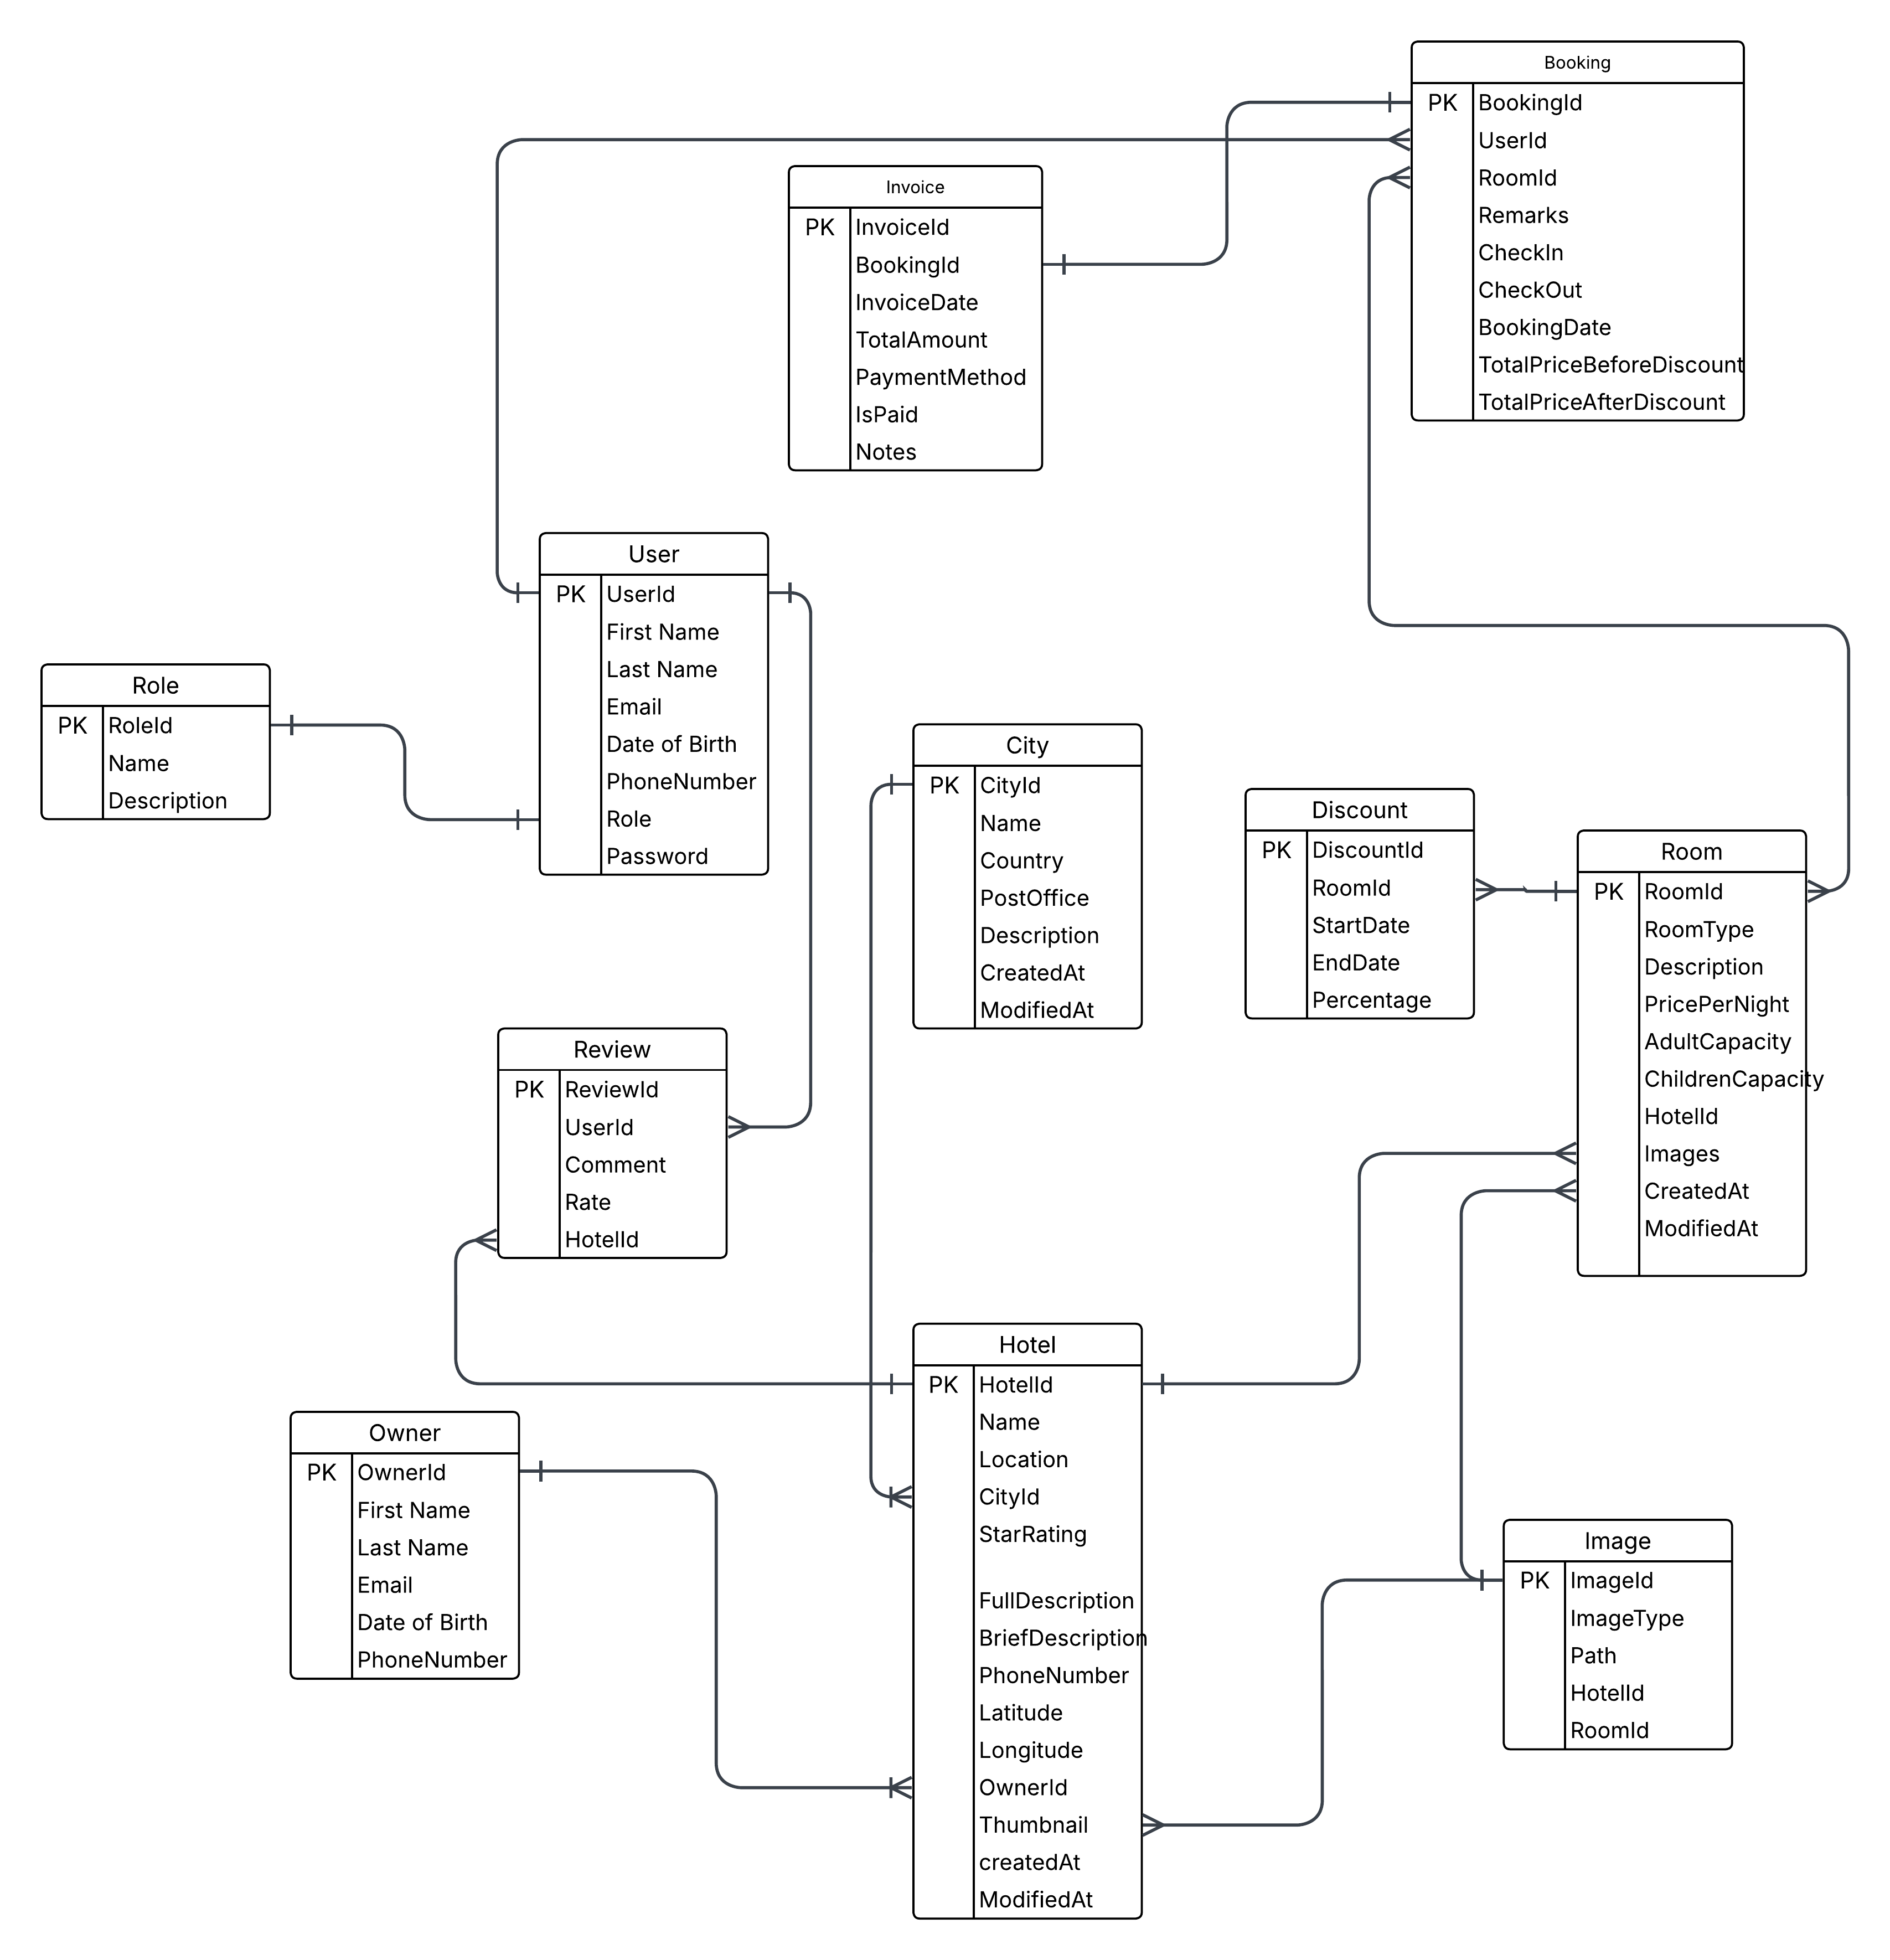 Booking
PK BookingId
UserId
RoomId
Remarks
CheckIn
CheckOut
BookingDate
TotalPriceBeforeDiscount
TotalPriceAfterDiscount
Invoice
PK InvoiceId
BookingId
InvoiceDate
TotalAmount
PaymentMethod
IsPaid
Notes
User
PK UserId
First Name
Last Name
Email
Date of Birth
PhoneNumber
Role
Password
Role
PK RoleId
Name
Description
City
PK CityId
Name
Country
PostOffice
Description
CreatedAt
ModifiedAt
Discount
PK DiscountId
RoomId
StartDate
EndDate
Percentage
Room
PK RoomId
RoomType
Description
PricePerNight
AdultCapacity
ChildrenCapacity
HotelId
Images
CreatedAt
ModifiedAt
Review
PK ReviewId
UserId
Comment
Rate
HotelId
Hotel
PK HotelId
Name
Location
CityId
StarRating
FullDescription
BriefDescription
PhoneNumber
Latitude
Longitude
OwnerId
Thumbnail
createdAt
ModifiedAt
Owner
PK OwnerId
First Name
Last Name
Email
Date of Birth
PhoneNumber
Image
PK ImageId
ImageType
Path
HotelId
RoomId